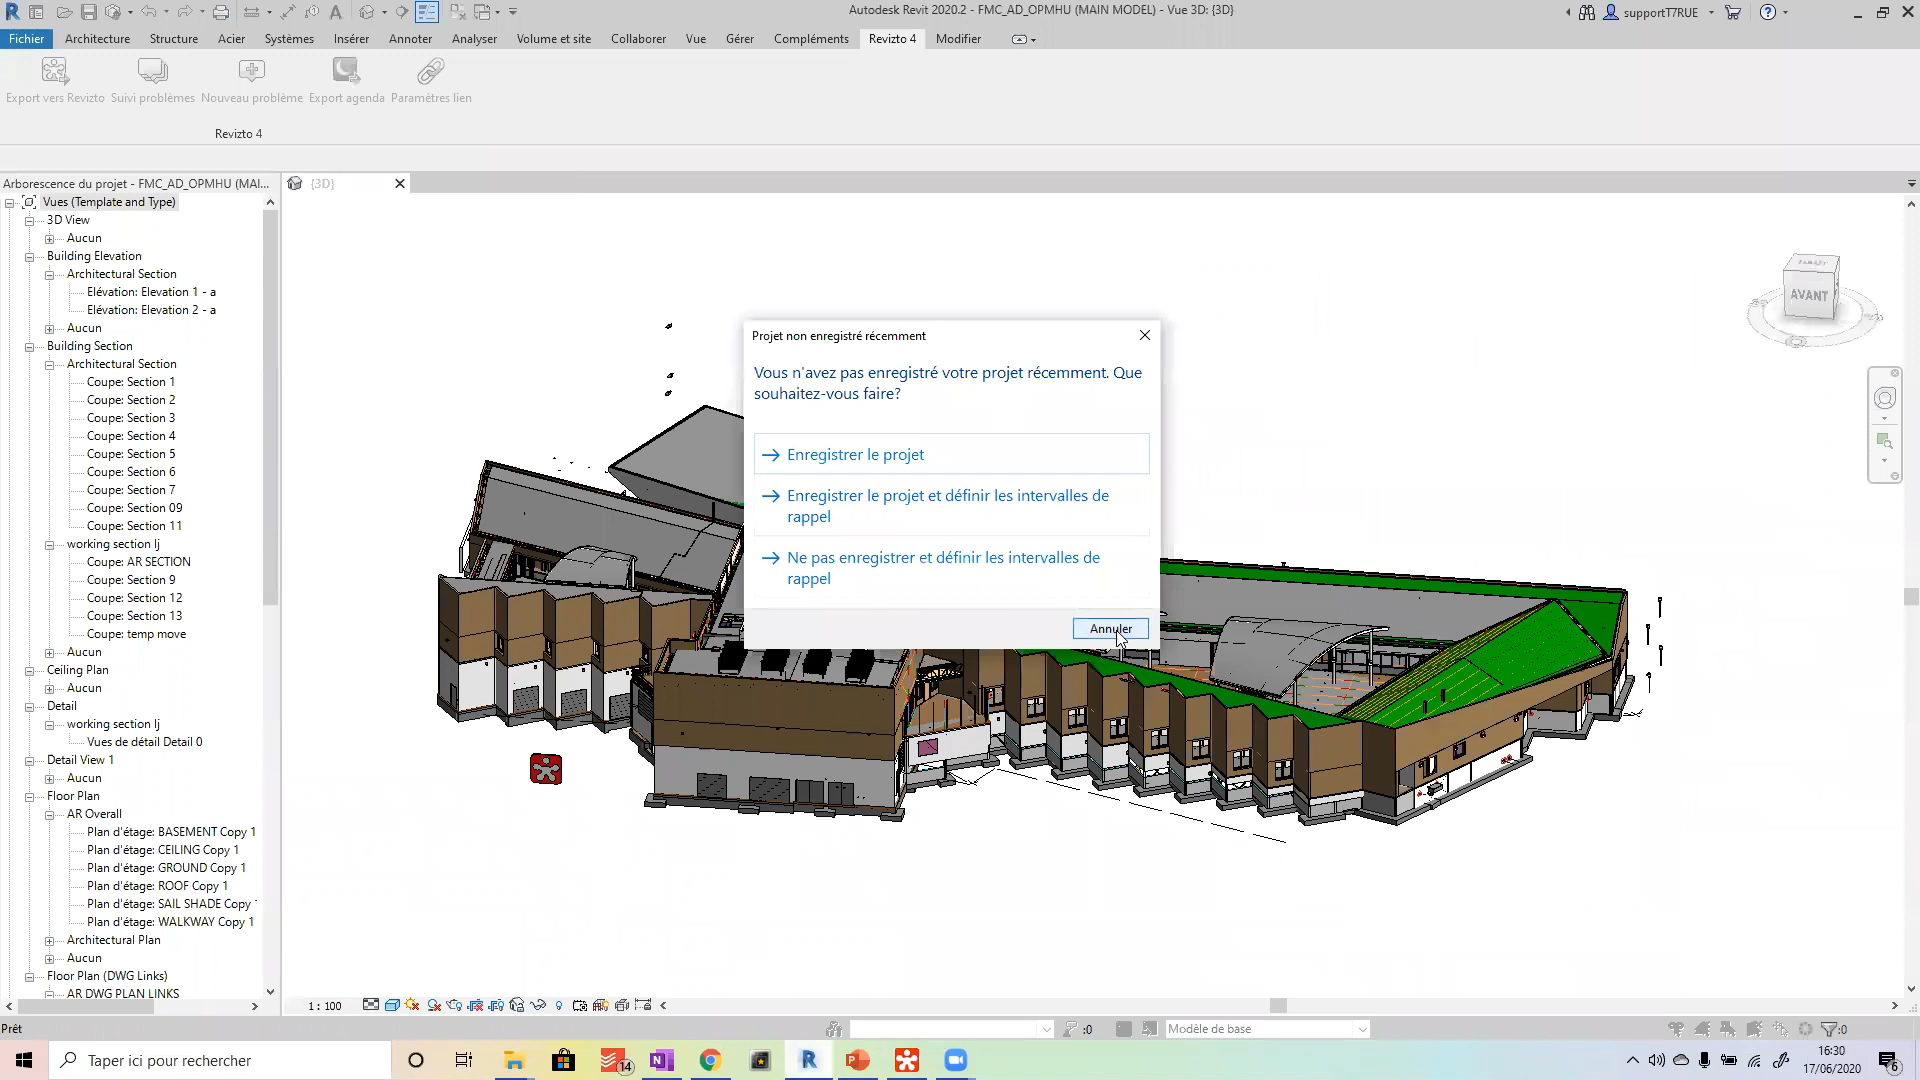 Autodesk Revit 2020.2 - FMC_AD_OPMHU (MAIN MODEL) - Vue 3D: {3D}
supportT7RUE
Fichier Architecture Structure Acier Systèmes Insérer Annoter Analyser Volume et site Collaborer Vue Gérer Compléments Revizto 4 Modifier
Export vers Revizto Suivi problèmes Nouveau problème Export agenda Paramètres lien
Revizto 4
Arborescence du projet - FMC_AD_OPMHU (MAI...
{3D}
Vues (Template and Type)
3D View
Aucun
Building Elevation
Architectural Section
Elévation: Elevation 1 - a
Elévation: Elevation 2 - a
Aucun
Building Section
Architectural Section
Coupe: Section 1
Coupe: Section 2
Coupe: Section 3
Coupe: Section 4
Coupe: Section 5
Coupe: Section 6
Coupe: Section 7
Coupe: Section 09
Coupe: Section 11
working section lj
Coupe: AR SECTION
Coupe: Section 9
Coupe: Section 12
Coupe: Section 13
Coupe: temp move
Aucun
Ceiling Plan
Aucun
Detail
working section lj
Vues de détail Detail 0
Detail View 1
Aucun
Floor Plan
AR Overall
Plan d'étage: BASEMENT Copy 1
Plan d'étage: CEILING Copy 1
Plan d'étage: GROUND Copy 1
Plan d'étage: ROOF Copy 1
Plan d'étage: SAIL SHADE Copy
Plan d'étage: WALKWAY Copy 1
Architectural Plan
Aucun
Floor Plan (DWG Links)
AR DWG PLAN LINKS
AVANT
Projet non enregistré récemment
Vous n'avez pas enregistré votre projet récemment. Que
souhaitez-vous faire?
Enregistrer le projet
Enregistrer le projet et définir les intervalles de
rappel
Ne pas enregistrer et définir les intervalles de
rappel
Annuler
1 : 100
Prêt
:0
Modèle de base
:0
Taper ici pour rechercher
14
16:30
17/06/2020
6